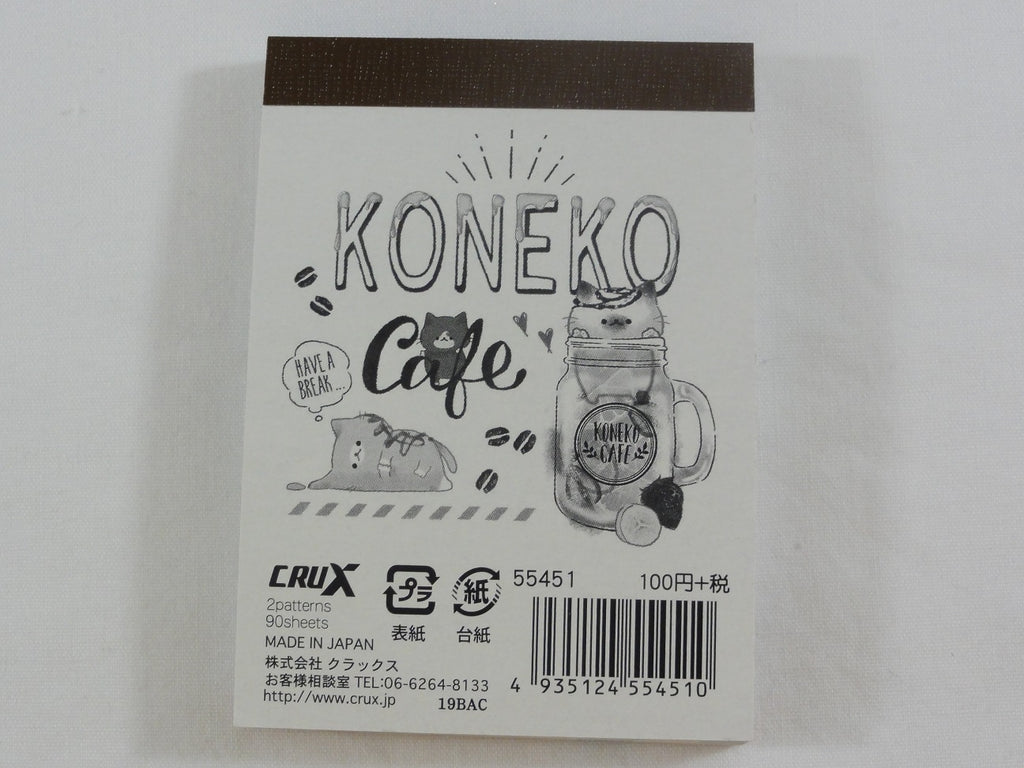 KONEKO
Cafe
HAVE A
BREAK...
KONEKO
CAFE
CRUX
2patterns
90sheets
MADE IN JAPAN
株式会社 クラックス
お客様相談室 TEL:06-6264-8133
http://www.crux.jp 19BAC
プラ
表紙
紙
台紙
55451 100円+税
4 935124 554510